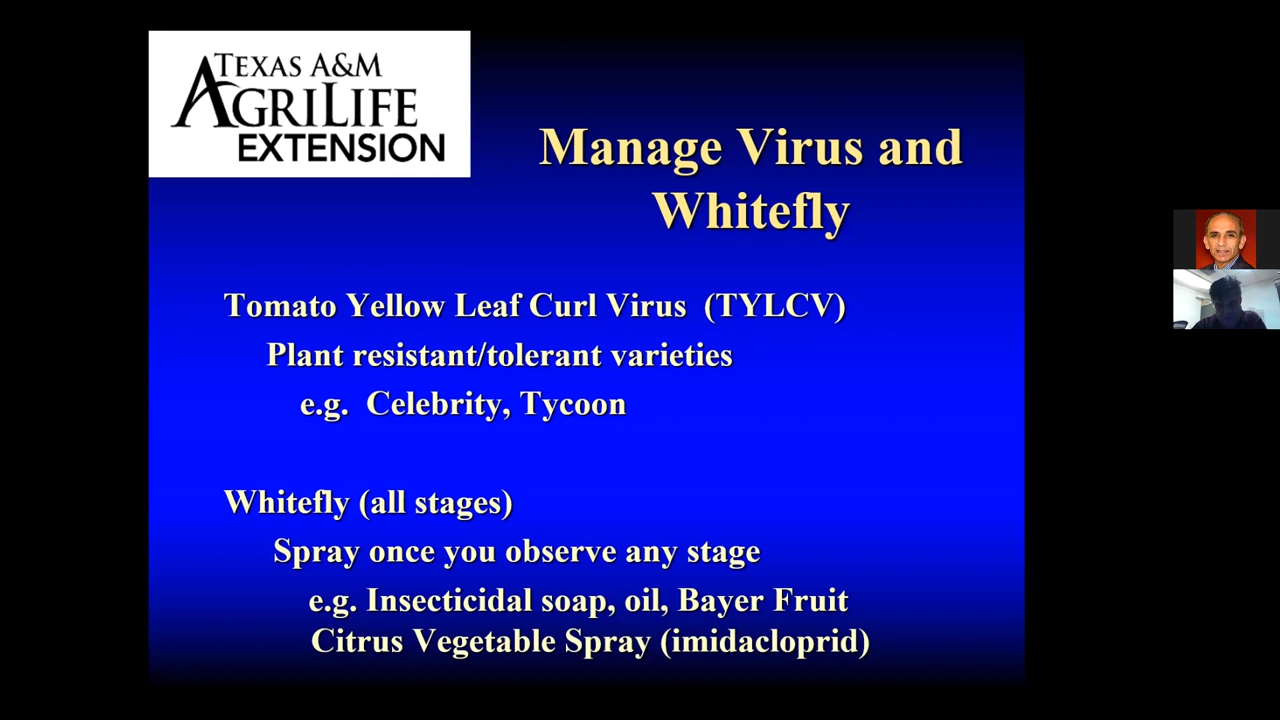 TEXAS A&M
AGRILIFE
EXTENSION
Manage Virus and
Whitefly
Tomato Yellow Leaf Curl Virus (TYLCV)
Plant resistant/tolerant varieties
e.g. Celebrity, Tycoon
Whitefly (all stages)
Spray once you observe any stage
e.g. Insecticidal soap, oil, Bayer Fruit
Citrus Vegetable Spray (imidacloprid)